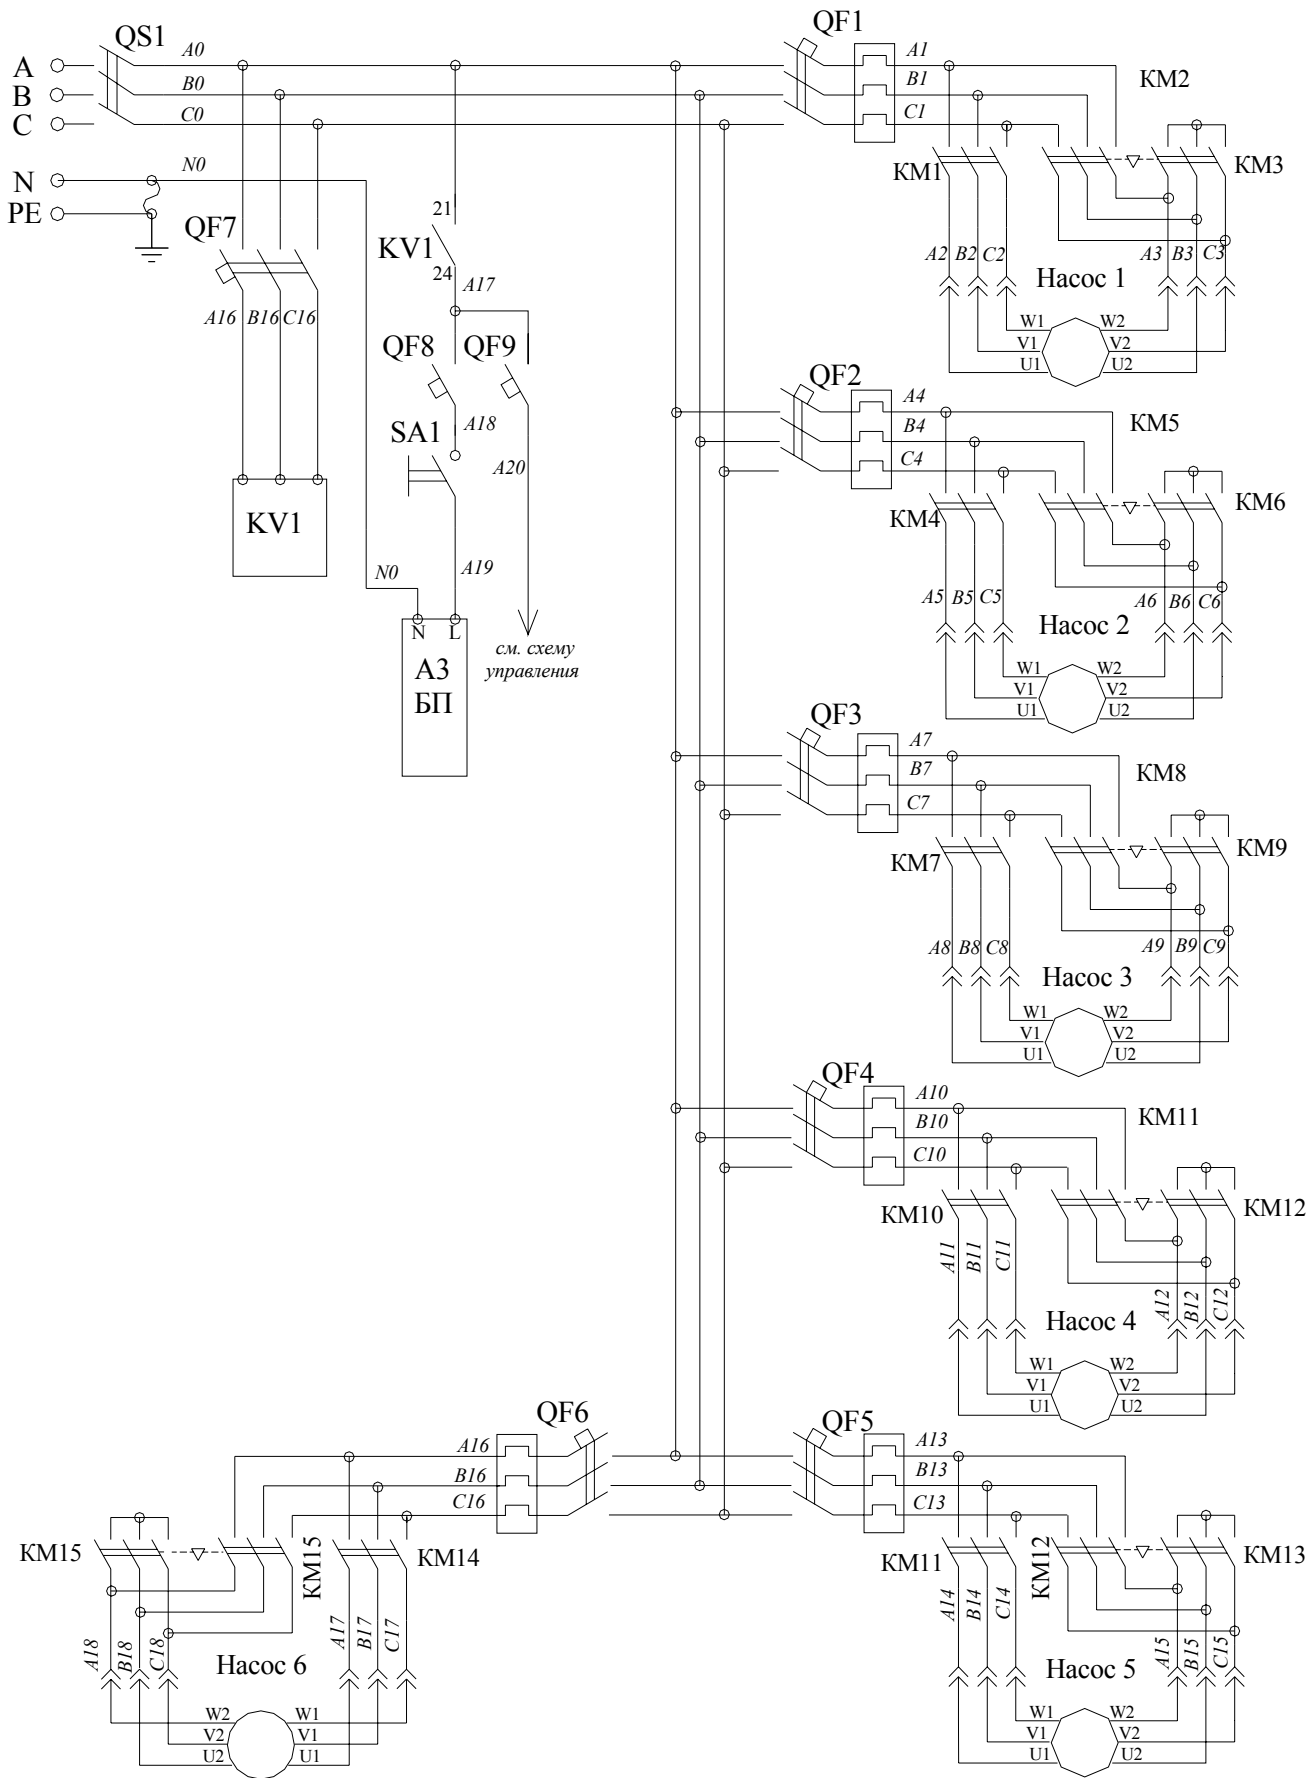 QS1
A0
QF1
A1
A
B0
B1
KM2
B
C0
C1
C
N0
N
KM1
KM3
PE
QF7
21
KV1
24
A17
A2 B2 C2
A3 B3 C3
Насос 1
A16 B16 C16
W1 W2
V1 V2
U1 U2
QF8 QF9
QF2
A4
KM5
B4
C4
SA1
A18
A20
KV1
KM4
KM6
N0
A19
A5 B5 C5
A6 B6 C6
Насос 2
N L
А3
БП
см. схему
управления
W1 W2
V1 V2
U1 U2
QF3
A7
B7
KM8
C7
KM7
KM9
A8 B8 C8
A9 B9 C9
Насос 3
W1 W2
V1 V2
U1 U2
QF4
A10
B10
KM11
C10
KM10
KM12
A11 B11 C11
A12 B12 C12
Насос 4
W1 W2
V1 V2
U1 U2
QF6
QF5
A16
B16
C16
A13
B13
C13
KM15
KM15
KM14
KM11
KM12
KM13
A18 B18 C18
A17 B17 C17
Насос 6
A14 B14 C14
A15 B15 C15
Насос 5
W2 W1
V2 V1
U2 U1
W1 W2
V1 V2
U1 U2